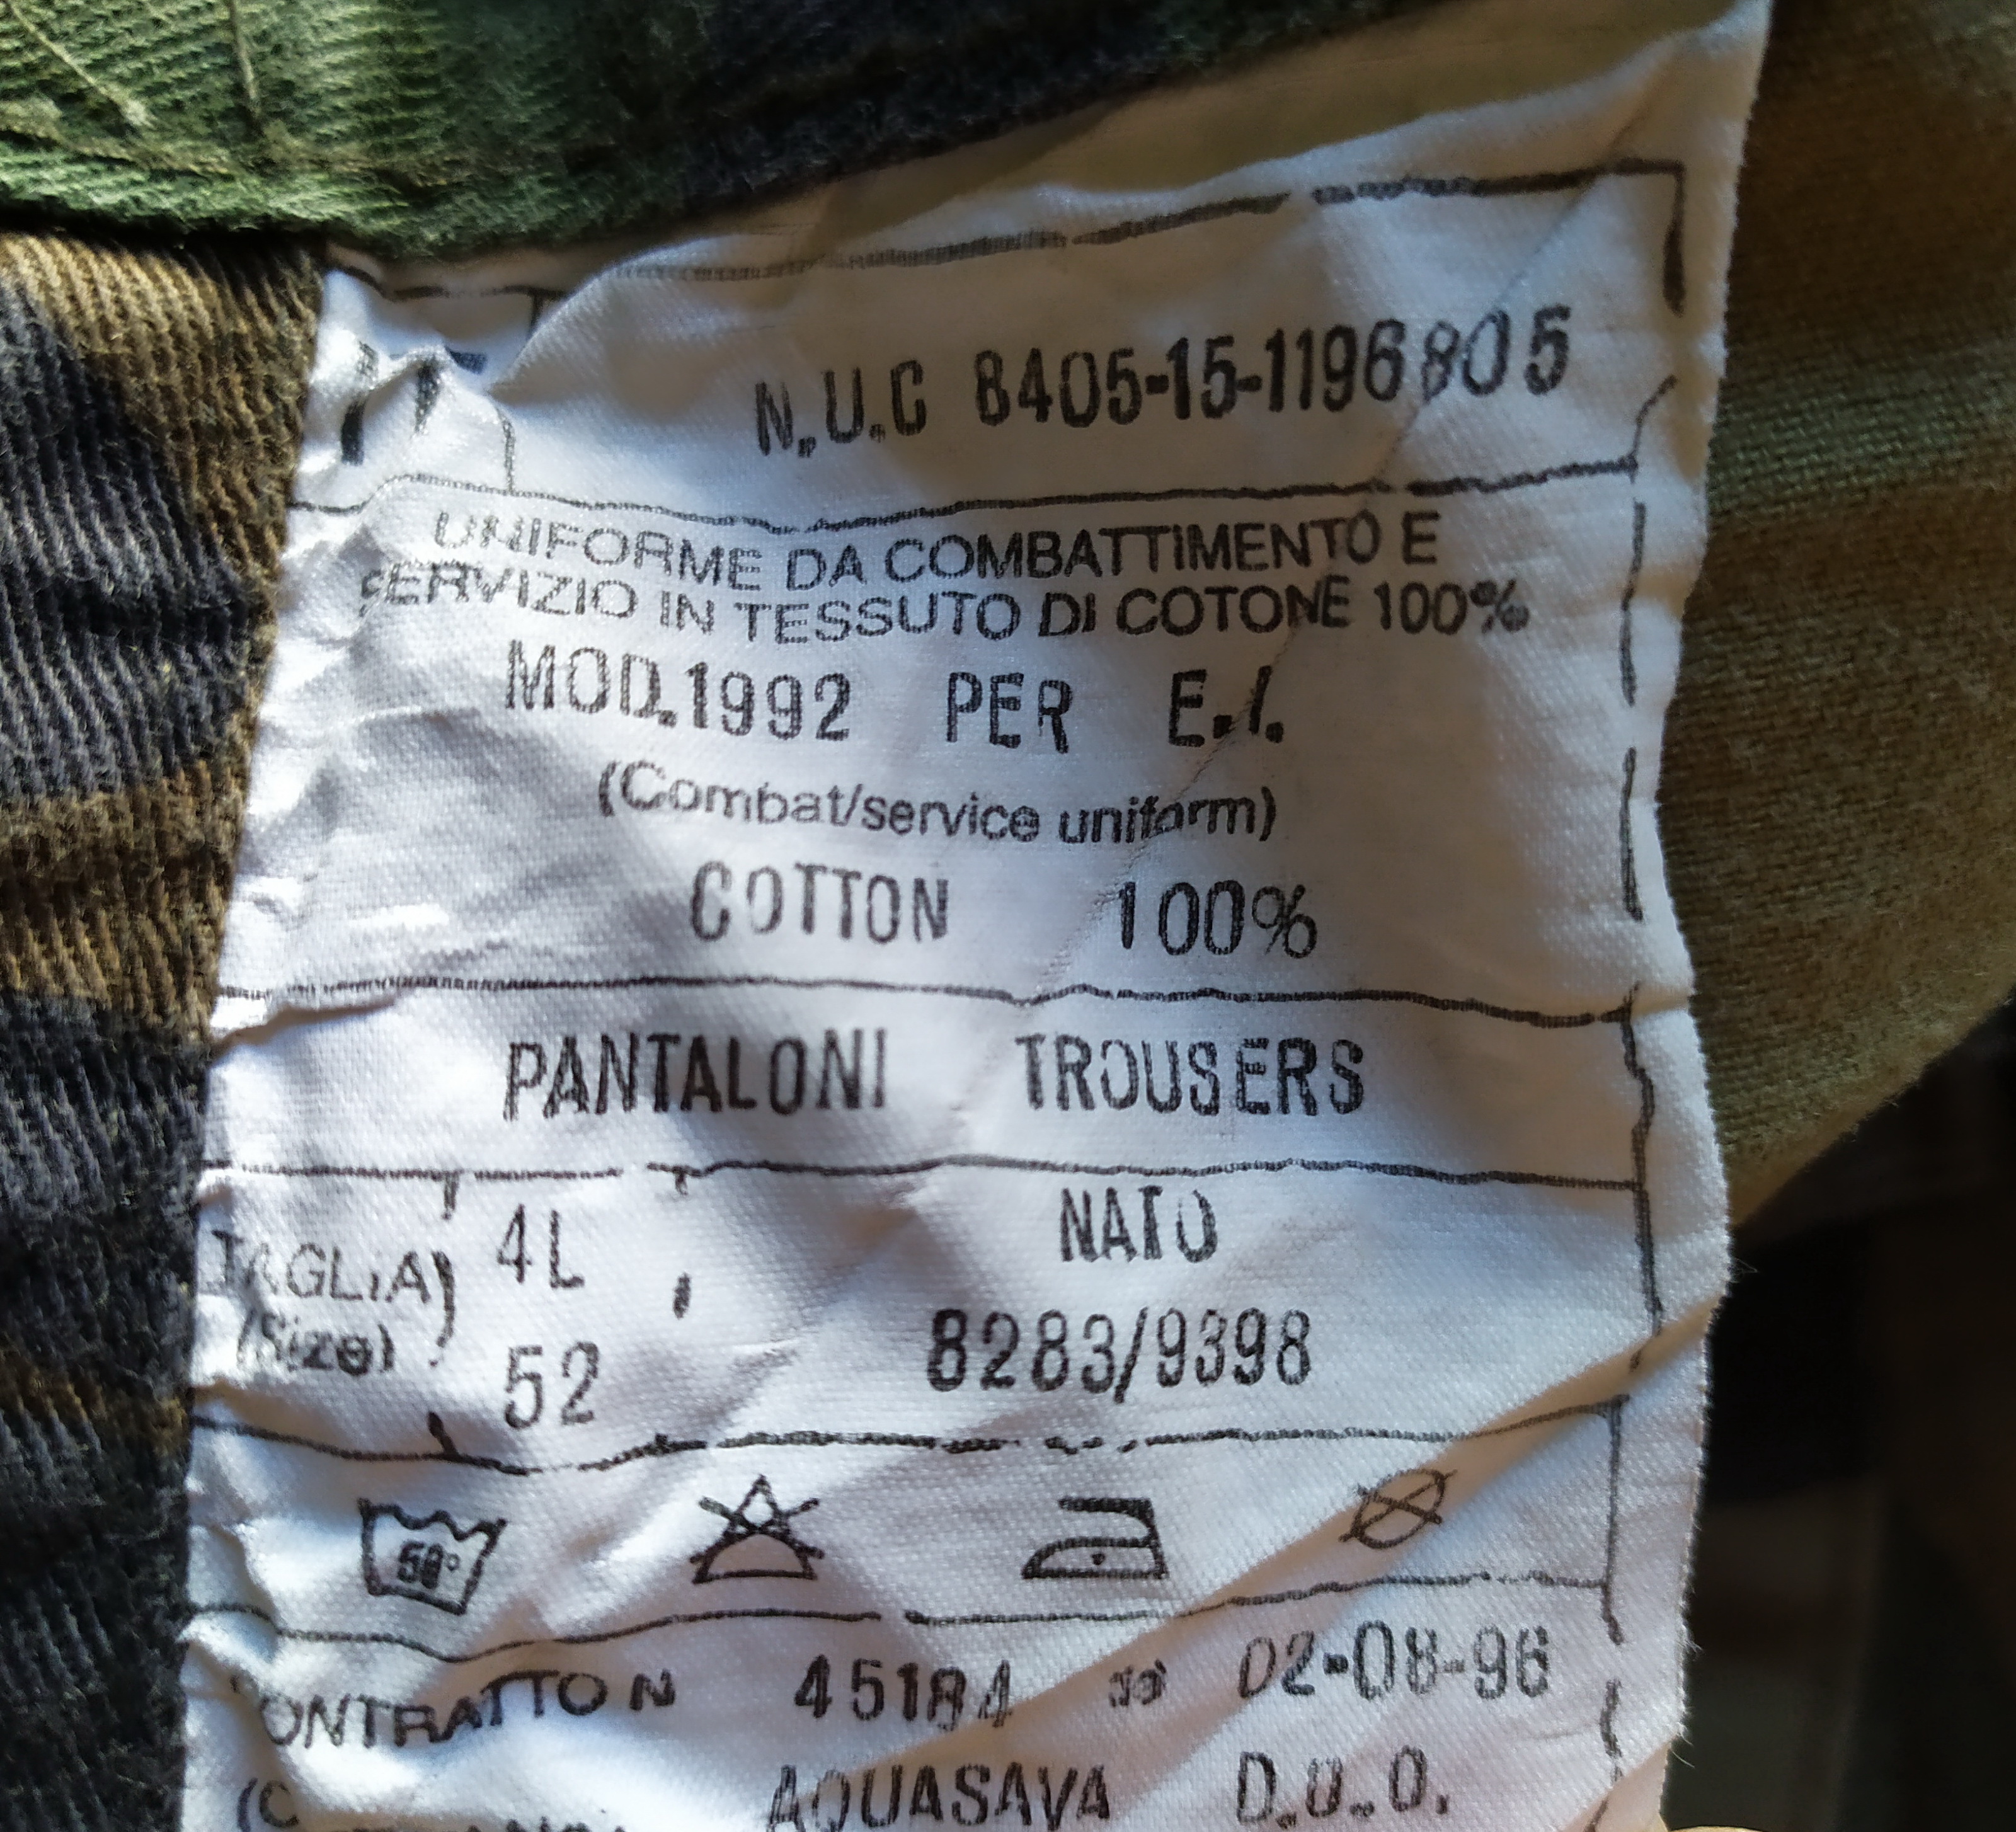 N.U.C 8405-15-1196805
UNIFORME DA COMBATTIMENTO E
SERVIZIO IN TESSUTO DI COTONE 100%
MOD.1992 PER E.I.
(Combat/service uniform)
COTTON 100%
PANTALONI TROUSERS
TAGLIA 4L NATO
(Size) 52 8283/9398
50°
CONTRATTO N 45184 02-08-96
AQUASAVA D.U.O.